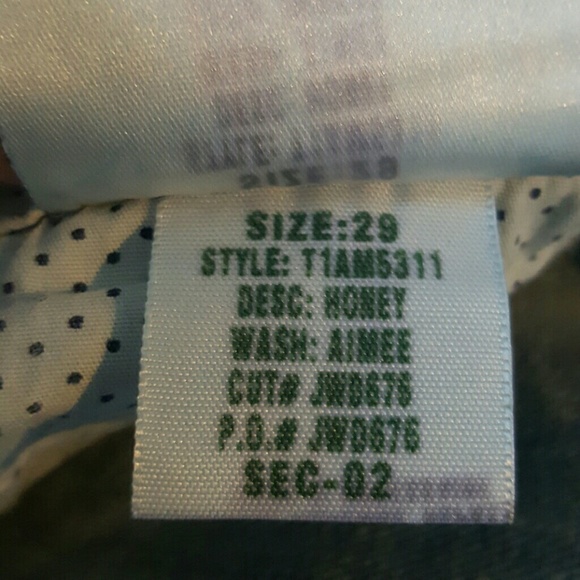 SIZE:29
STYLE: T1AM5311
DESC: HONEY
WASH: AIMEE
CUT# JWD676
P.O.# JWD676
SEC-02